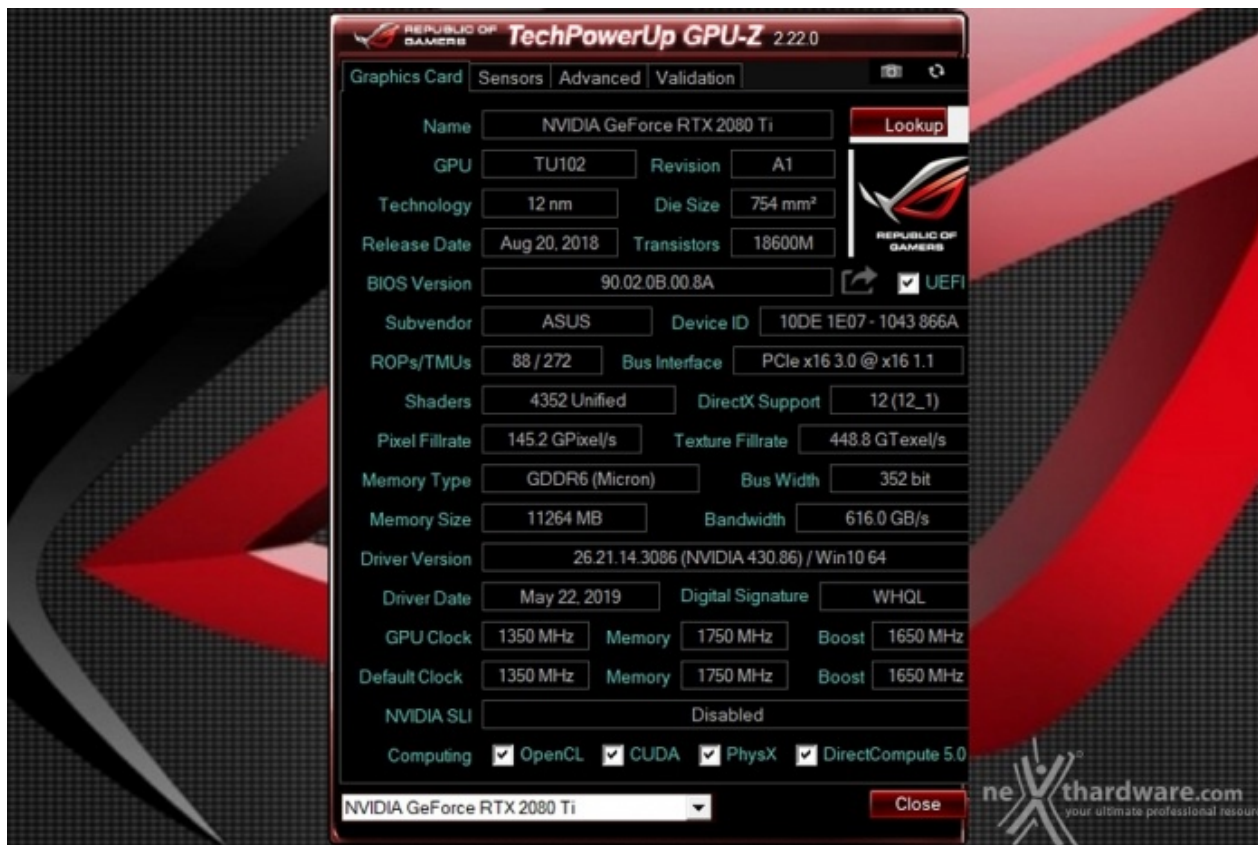 REPUBLIC OF GAMERS TechPowerUp GPU-Z 2.22.0
Graphics Card Sensors Advanced Validation
Name NVIDIA GeForce RTX 2080 Ti Lookup
GPU TU102 Revision A1
Technology 12 nm Die Size 754 mm²
REPUBLIC OF
GAMERS
Release Date Aug 20, 2018 Transistors 18600M
BIOS Version 90.02.0B.00.8A UEFI
Subvendor ASUS Device ID 10DE 1E07 - 1043 866A
ROPs/TMUs 88 / 272 Bus Interface PCIe x16 3.0 @ x16 1.1
Shaders 4352 Unified DirectX Support 12 (12_1)
Pixel Fillrate 145.2 GPixel/s Texture Fillrate 448.8 GTexel/s
Memory Type GDDR6 (Micron) Bus Width 352 bit
Memory Size 11264 MB Bandwidth 616.0 GB/s
Driver Version 26.21.14.3086 (NVIDIA 430.86) / Win10 64
Driver Date May 22, 2019 Digital Signature WHQL
GPU Clock 1350 MHz Memory 1750 MHz Boost 1650 MHz
Default Clock 1350 MHz Memory 1750 MHz Boost 1650 MHz
NVIDIA SLI Disabled
Computing OpenCL CUDA PhysX DirectCompute 5.0
NVIDIA GeForce RTX 2080 Ti Close
nexthardware.com
your ultimate professional